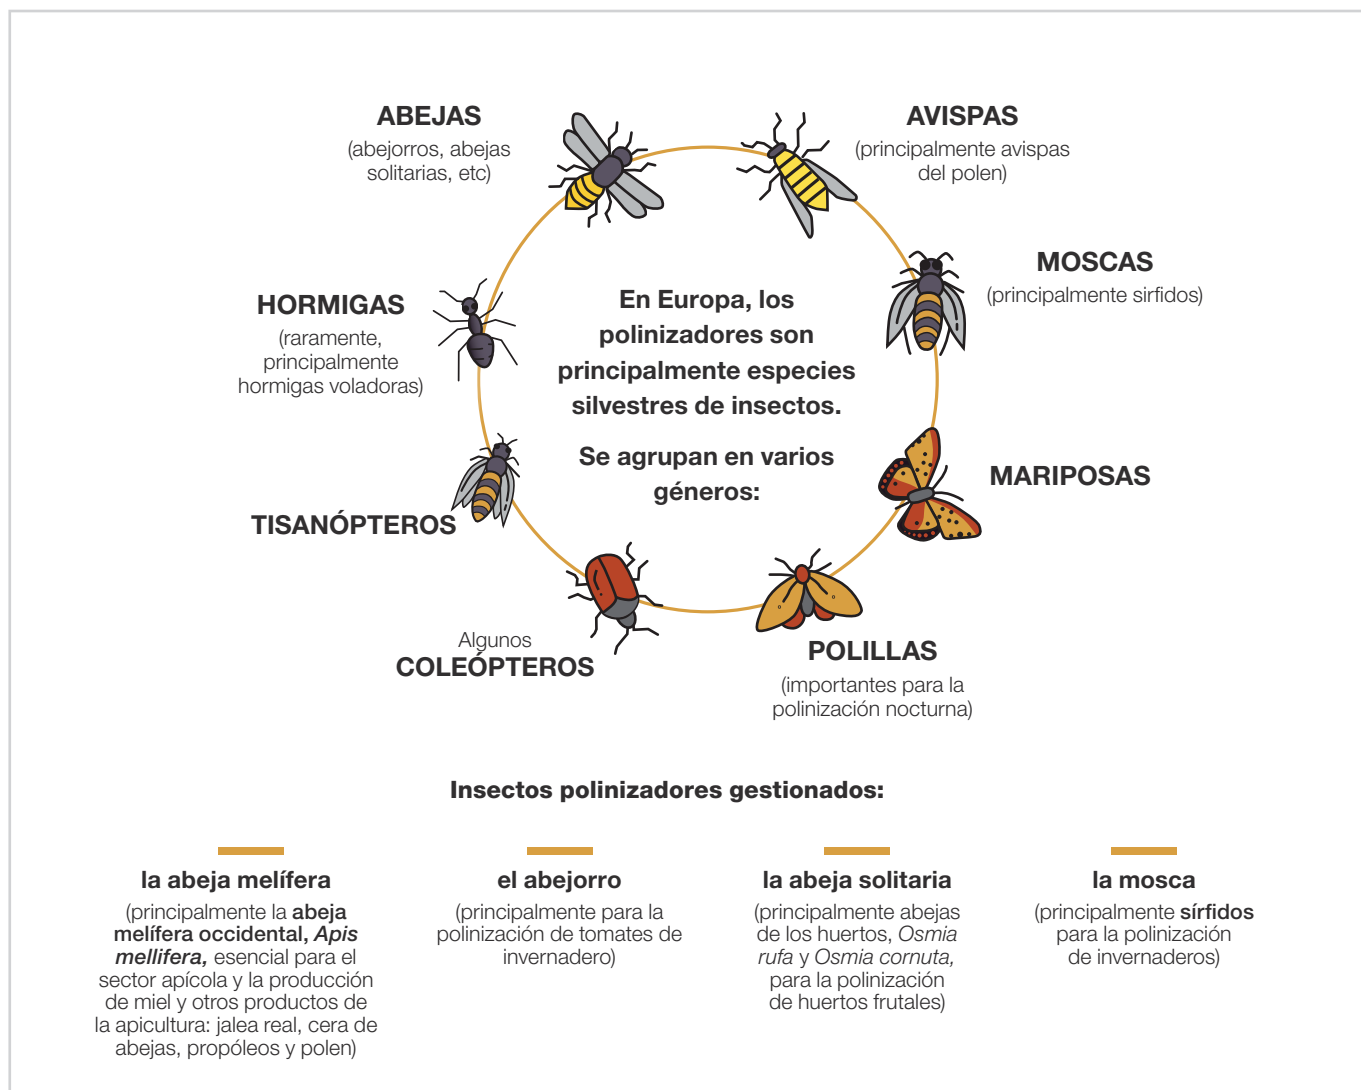 ABEJAS
(abejorros, abejas
solitarias, etc)
AVISPAS
(principalmente avispas
del polen)
MOSCAS
(principalmente sirfidos)
HORMIGAS
(raramente,
principalmente
hormigas voladoras)
En Europa, los
polinizadores son
principalmente especies
silvestres de insectos.
Se agrupan en varios
géneros:
MARIPOSAS
TISANÓPTEROS
Algunos
COLEÓPTEROS
POLILLAS
(importantes para la
polinización nocturna)
Insectos polinizadores gestionados:
la abeja melífera
(principalmente la abeja
melífera occidental, Apis
mellifera, esencial para el
sector apícola y la producción
de miel y otros productos de
la apicultura: jalea real, cera de
abejas, propóleos y polen)
el abejorro
(principalmente para la
polinización de tomates de
invernadero)
la abeja solitaria
(principalmente abejas
de los huertos, Osmia
rufa y Osmia cornuta,
para la polinización
de huertos frutales)
la mosca
(principalmente sírfidos
para la polinización
de invernaderos)